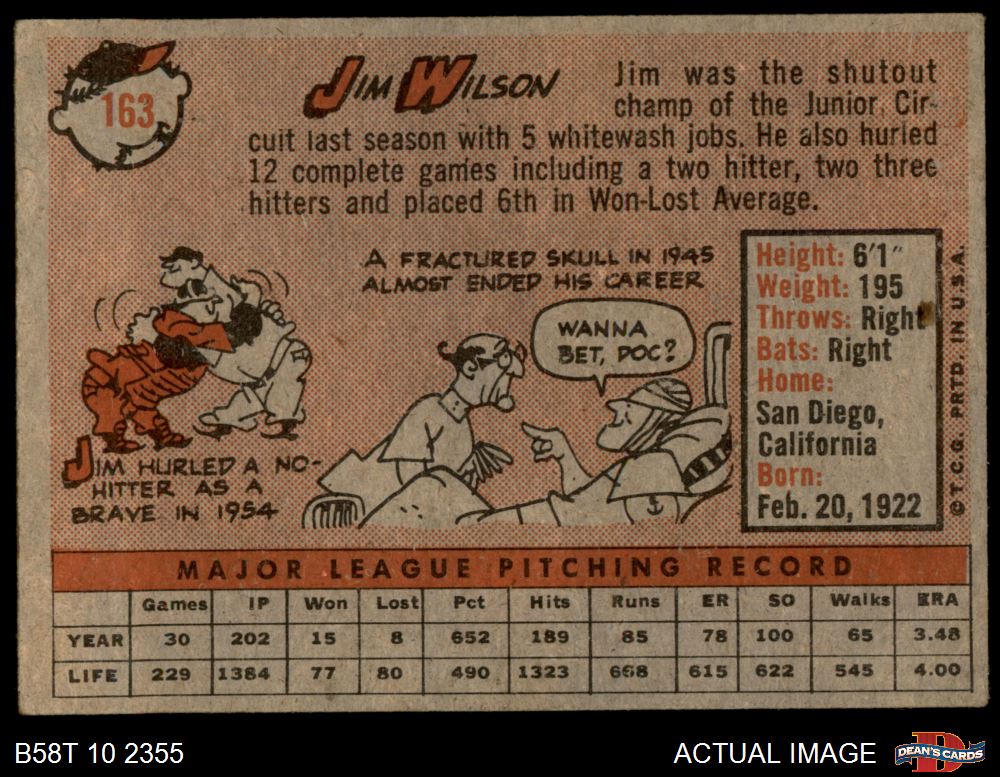 163
JIM WILSON
Jim was the shutout
champ of the Junior Cir-
cuit last season with 5 whitewash jobs. He also hurled
12 complete games including a two hitter, two three
hitters and placed 6th in Won-Lost Average.
A FRACTURED SKULL IN 1945
ALMOST ENDED HIS CAREER
WANNA
BET, DOC?
JIM HURLED A NO-
HITTER AS A
BRAVE IN 1954
Height: 6'1"
Weight: 195
Throws: Right
Bats: Right
Home:
San Diego,
California
Born:
Feb. 20, 1922
© T.C.G. PRTD. IN U.S.A.
MAJOR LEAGUE PITCHING RECORD
Games IP Won Lost Pct Hits Runs ER SO Walks ERA
YEAR 30 202 15 8 652 189 85 78 100 65 3.48
LIFE 229 1384 77 80 490 1323 668 615 622 545 4.00
B58T 10 2355
ACTUAL IMAGE
DEAN'S CARDS